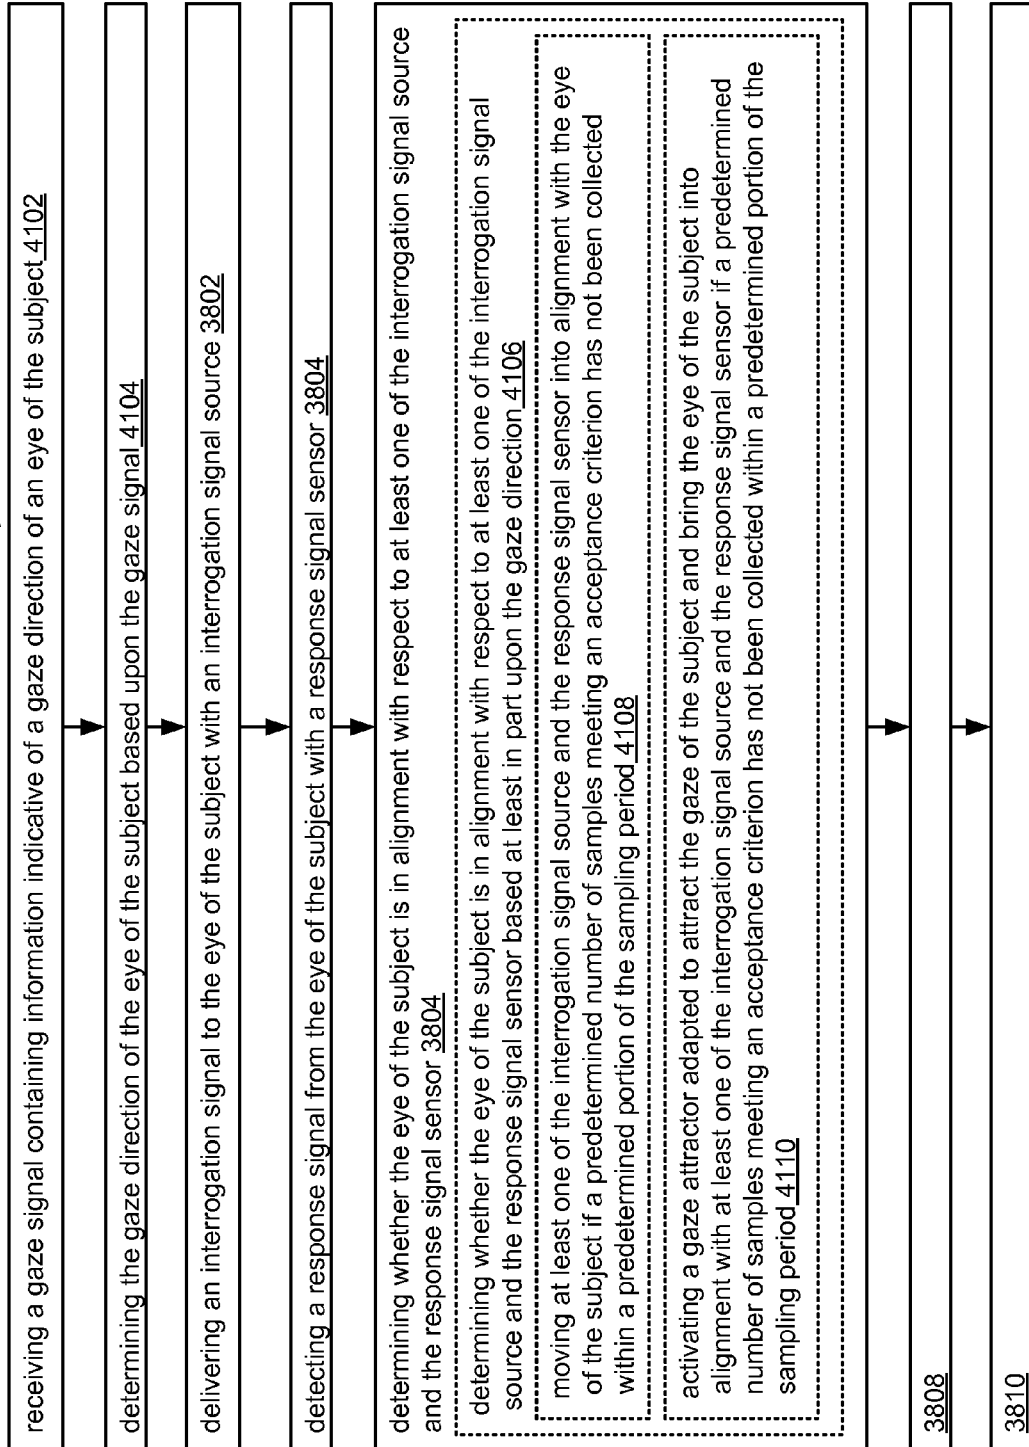 receiving a gaze signal containing information indicative of a gaze direction of an eye of the subject 4102
determining the gaze direction of the eye of the subject based upon the gaze signal 4104
delivering an interrogation signal to the eye of the subject with an interrogation signal source 3802
detecting a response signal from the eye of the subject with a response signal sensor 3804
determining whether the eye of the subject is in alignment with respect to at least one of the interrogation signal source
and the response signal sensor 3804
determining whether the eye of the subject is in alignment with respect to at least one of the interrogation signal
source and the response signal sensor based at least in part upon the gaze direction 4106
moving at least one of the interrogation signal source and the response signal sensor into alignment with the eye
of the subject if a predetermined number of samples meeting an acceptance criterion has not been collected
within a predetermined portion of the sampling period 4108
activating a gaze attractor adapted to attract the gaze of the subject and bring the eye of the subject into
alignment with at least one of the interrogation signal source and the response signal sensor if a predetermined
number of samples meeting an acceptance criterion has not been collected within a predetermined portion of the
sampling period 4110
3808
3810